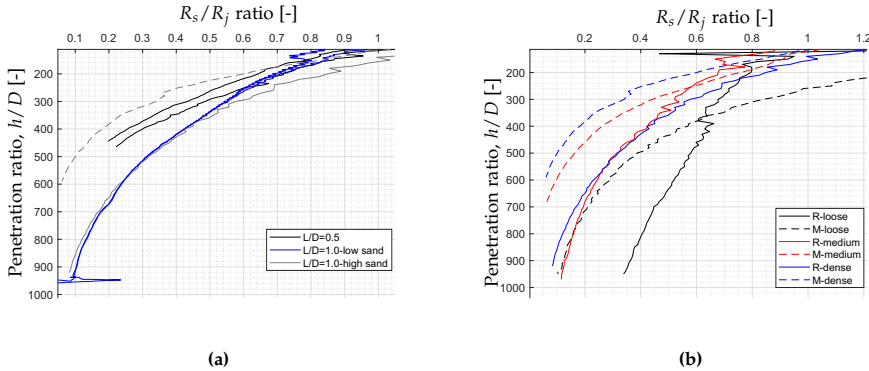 R_s/R_j ratio [-]
0.1 0.2 0.3 0.4 0.5 0.6 0.7 0.8 0.9 1
Penetration ratio, h/D [-]
200
300
400
500
600
700
800
900
1000
L/D=0.5
L/D=1.0-low sand
L/D=1.0-high sand
(a)
R_s/R_j ratio [-]
0.2 0.4 0.6 0.8 1 1.2
Penetration ratio, h/D [-]
200
300
400
500
600
700
800
900
1000
R-loose
M-loose
R-medium
M-medium
R-dense
M-dense
(b)